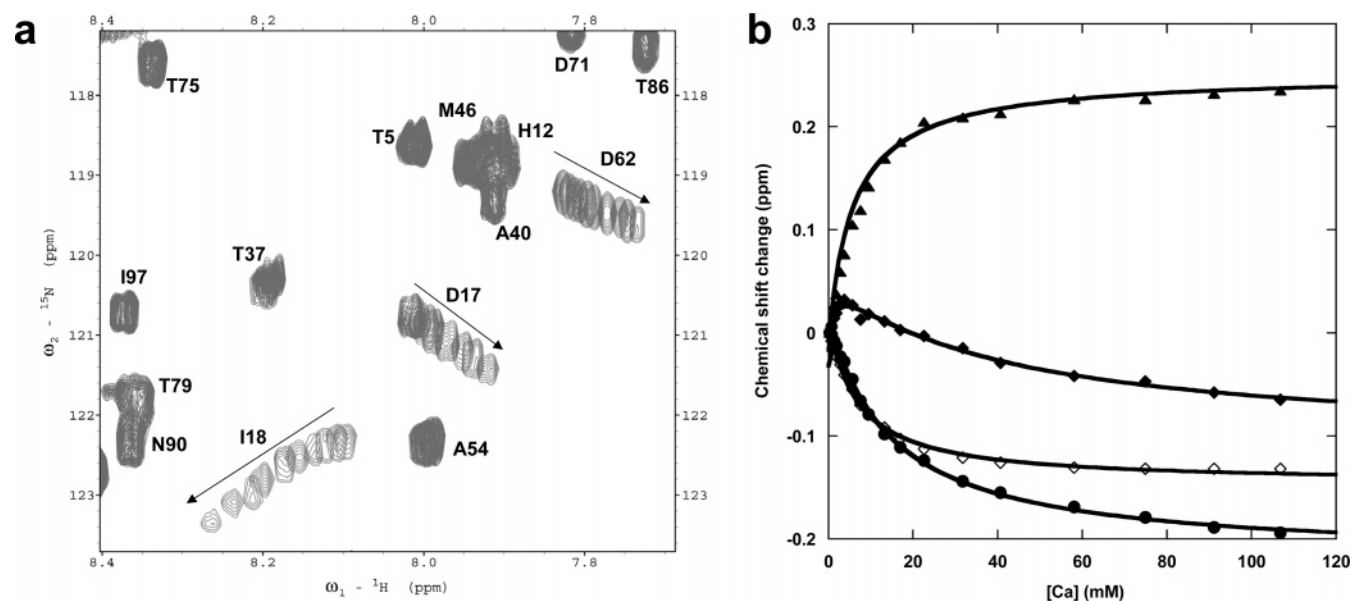 a
8.4 8.2 8.0 7.8
D71
T75
T86
118 118
M46
T5
H12
D62
119 119
A40
120 120
T37
I97
D17
121 121
T79
122 122
I18
N90
A54
123 123
8.4 8.2 8.0 7.8
ω1 - 1H (ppm)
ω2 - 15N (ppm)
b
0.3
0.2
0.1
0
-0.1
-0.2
0 20 40 60 80 100 120
[Ca] (mM)
Chemical shift change (ppm)